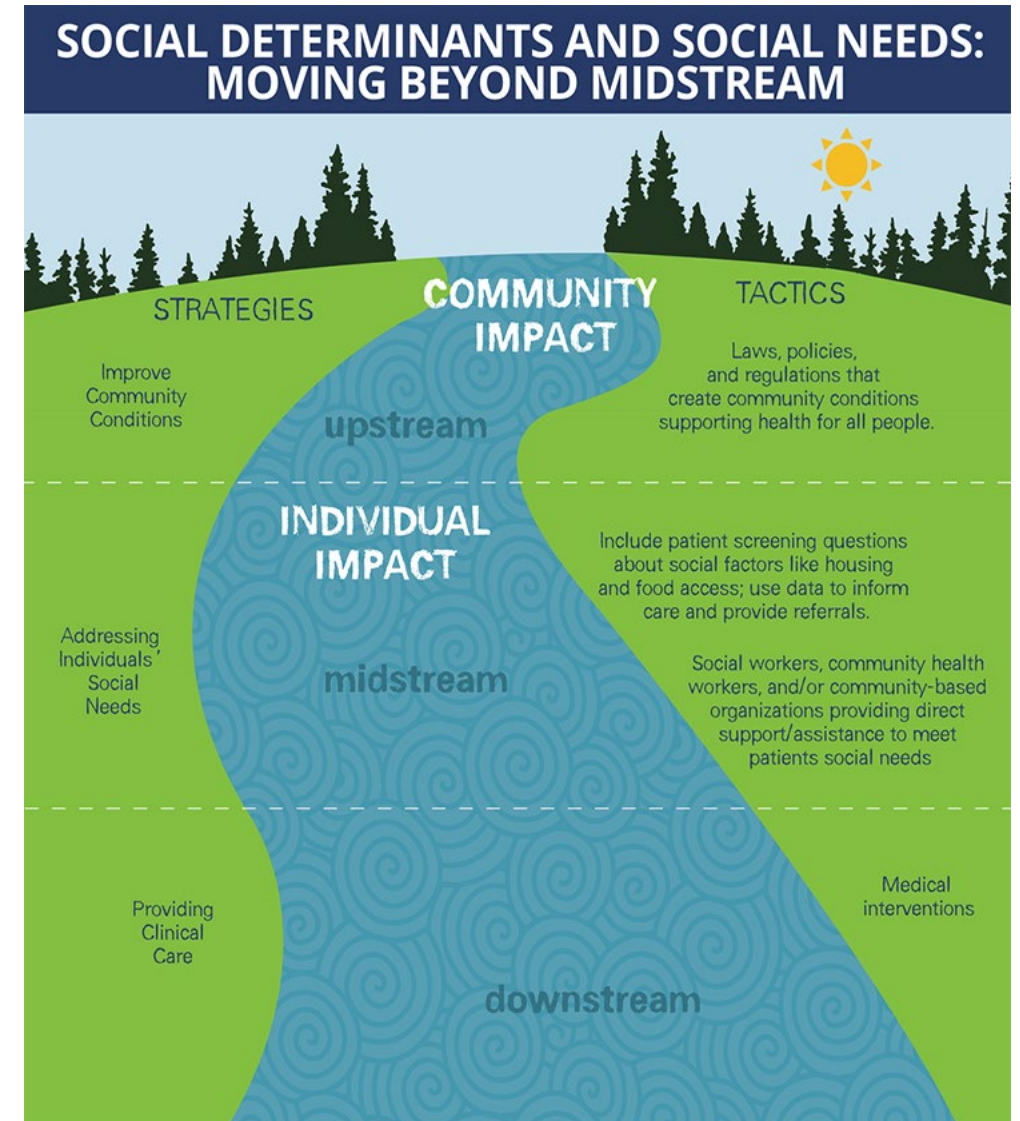 SOCIAL DETERMINANTS AND SOCIAL NEEDS:
MOVING BEYOND MIDSTREAM
STRATEGIES
COMMUNITY
IMPACT
TACTICS
Improve
Community
Conditions
upstream
Laws, policies,
and regulations that
create community conditions
supporting health for all people.
INDIVIDUAL
IMPACT
Addressing
Individuals'
Social
Needs
midstream
Include patient screening questions
about social factors like housing
and food access; use data to inform
care and provide referrals.
Social workers, community health
workers, and/or community-based
organizations providing direct
support/assistance to meet
patients social needs
Providing
Clinical
Care
downstream
Medical
interventions